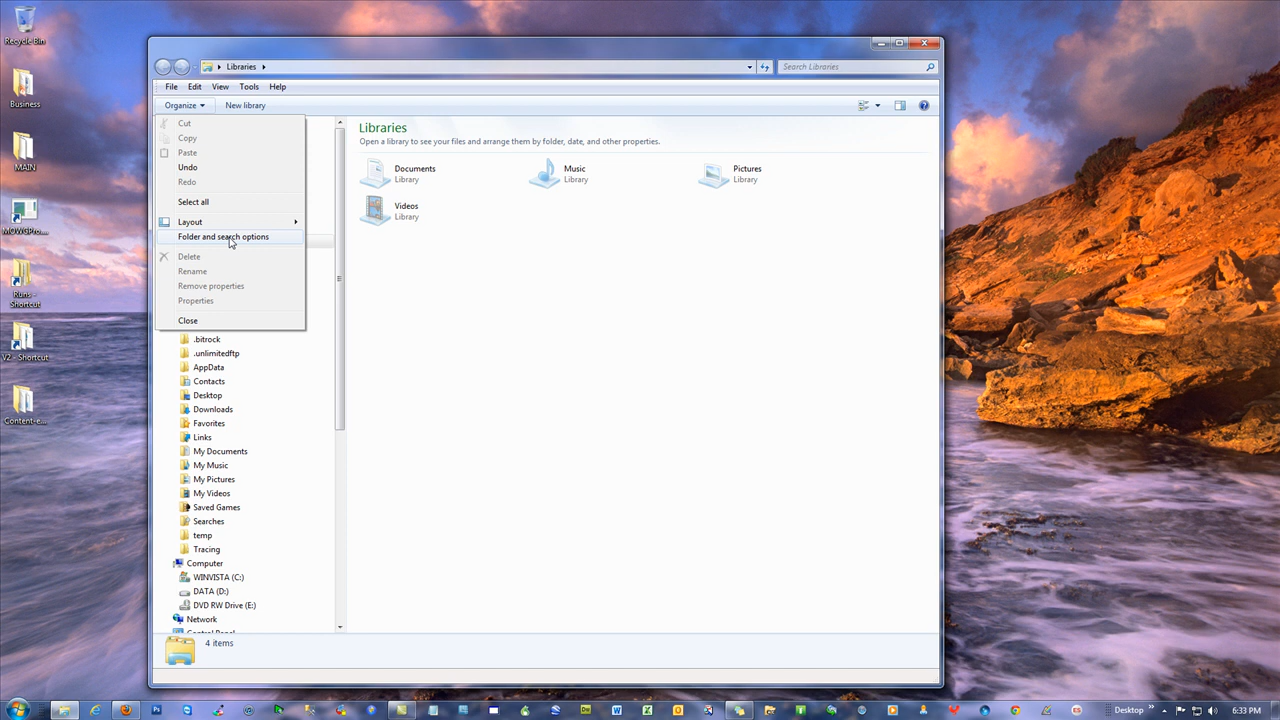 Recycle Bin
Business
MAIN
MOWGPro...
Runs -
Shortcut
V2 - Shortcut
Content-e...
Libraries
Search Libraries
File Edit View Tools Help
Organize New library
Cut
Copy
Paste
Undo
Redo
Select all
Layout
Folder and search options
Delete
Rename
Remove properties
Properties
Close
.bitrock
.unlimitedftp
AppData
Contacts
Desktop
Downloads
Favorites
Links
My Documents
My Music
My Pictures
My Videos
Saved Games
Searches
temp
Tracing
Computer
WINVISTA (C:)
DATA (D:)
DVD RW Drive (E:)
Network
Control Panel
Libraries
Open a library to see your files and arrange them by folder, date, and other properties.
Documents
Library
Music
Library
Pictures
Library
Videos
Library
4 items
Desktop
6:33 PM